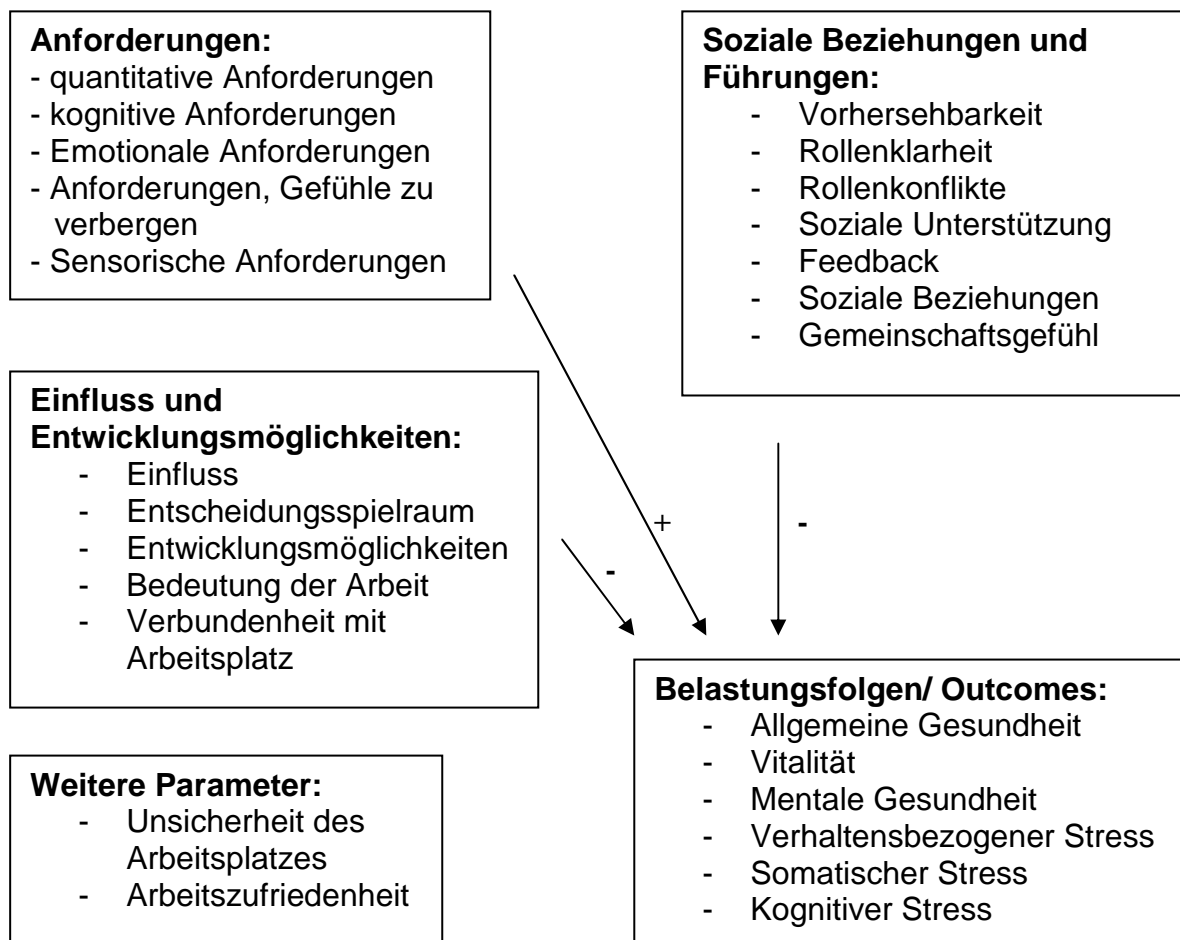 Anforderungen:
- quantitative Anforderungen
- kognitive Anforderungen
- Emotionale Anforderungen
- Anforderungen, Gefühle zu
verbergen
- Sensorische Anforderungen
Soziale Beziehungen und
Führungen:
- Vorhersehbarkeit
- Rollenklarheit
- Rollenkonflikte
- Soziale Unterstützung
- Feedback
- Soziale Beziehungen
- Gemeinschaftsgefühl
Einfluss und
Entwicklungsmöglichkeiten:
- Einfluss
- Entscheidungsspielraum
- Entwicklungsmöglichkeiten
- Bedeutung der Arbeit
- Verbundenheit mit
Arbeitsplatz
+
-
-
Weitere Parameter:
- Unsicherheit des
Arbeitsplatzes
- Arbeitszufriedenheit
Belastungsfolgen/ Outcomes:
- Allgemeine Gesundheit
- Vitalität
- Mentale Gesundheit
- Verhaltensbezogener Stress
- Somatischer Stress
- Kognitiver Stress